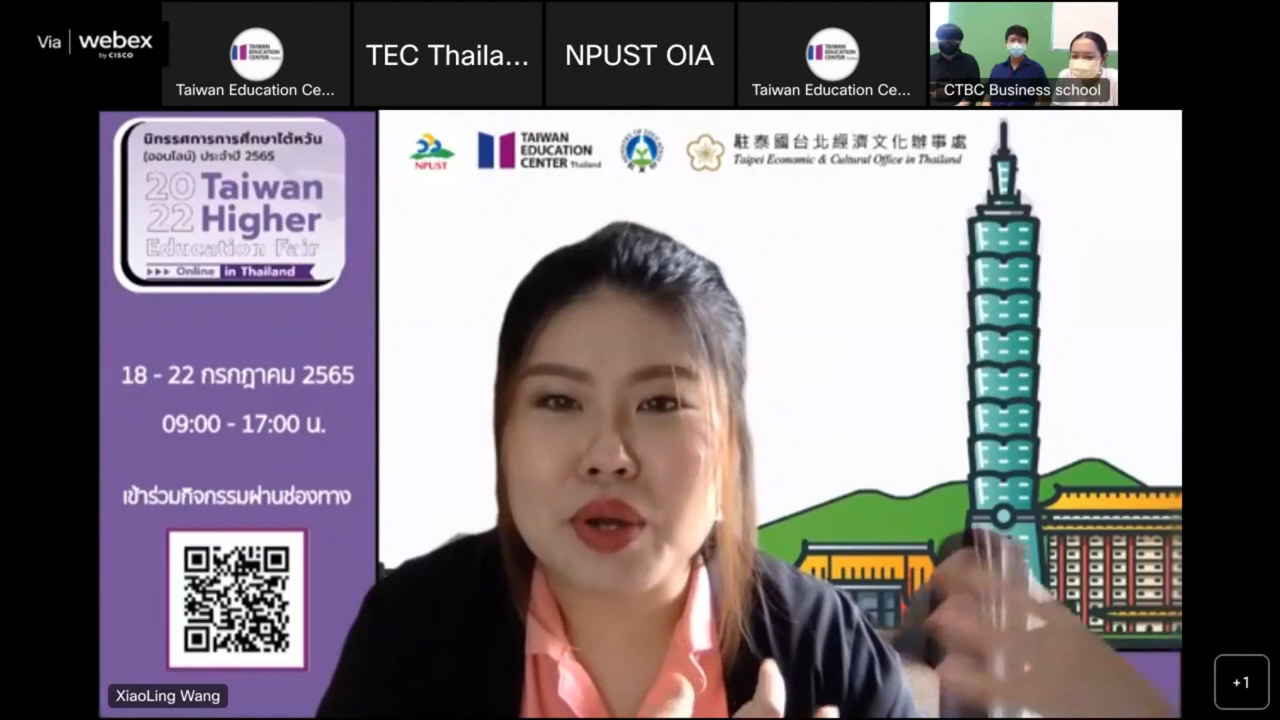 Via webex
by CISCO
Taiwan Education Ce...
TEC Thaila...
NPUST OIA
Taiwan Education Ce...
CTBC Business school
นิทรรศการการศึกษาไต้หวัน
(ออนไลน์) ประจำปี 2565
20 Taiwan
22 Higher
Education Fair
Online in Thailand
18 - 22 กรกฎาคม 2565
09:00 - 17:00 น.
เข้าร่วมกิจกรรมผ่านช่องทาง
XiaoLing Wang
NPUST
TAIWAN
EDUCATION
CENTER Thailand
駐泰國台北經濟文化辦事處
Taipei Economic & Cultural Office in Thailand
+1